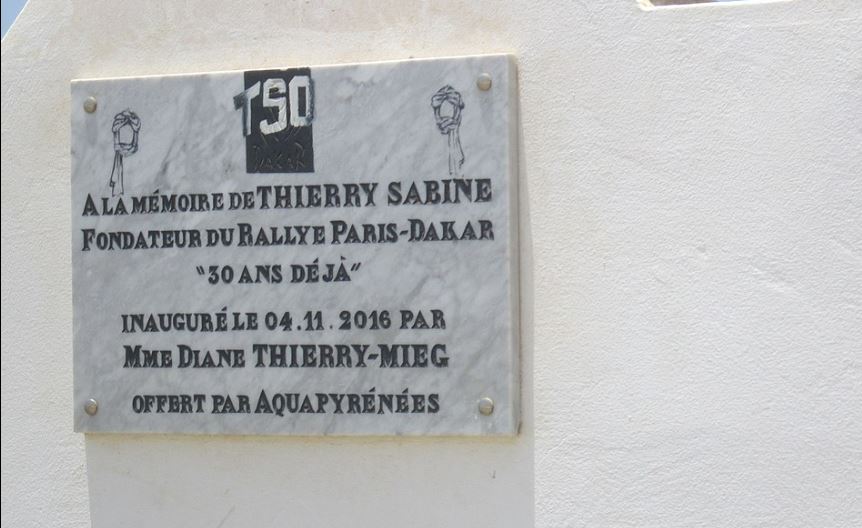 TSO
DAKAR
A LA MÉMOIRE DE THIERRY SABINE
FONDATEUR DU RALLYE PARIS-DAKAR
"30 ANS DÉJÀ"
INAUGURÉ LE 04.11.2016 PAR
MME DIANE THIERRY-MIEG
OFFERT PAR AQUAPYRÉNÉES